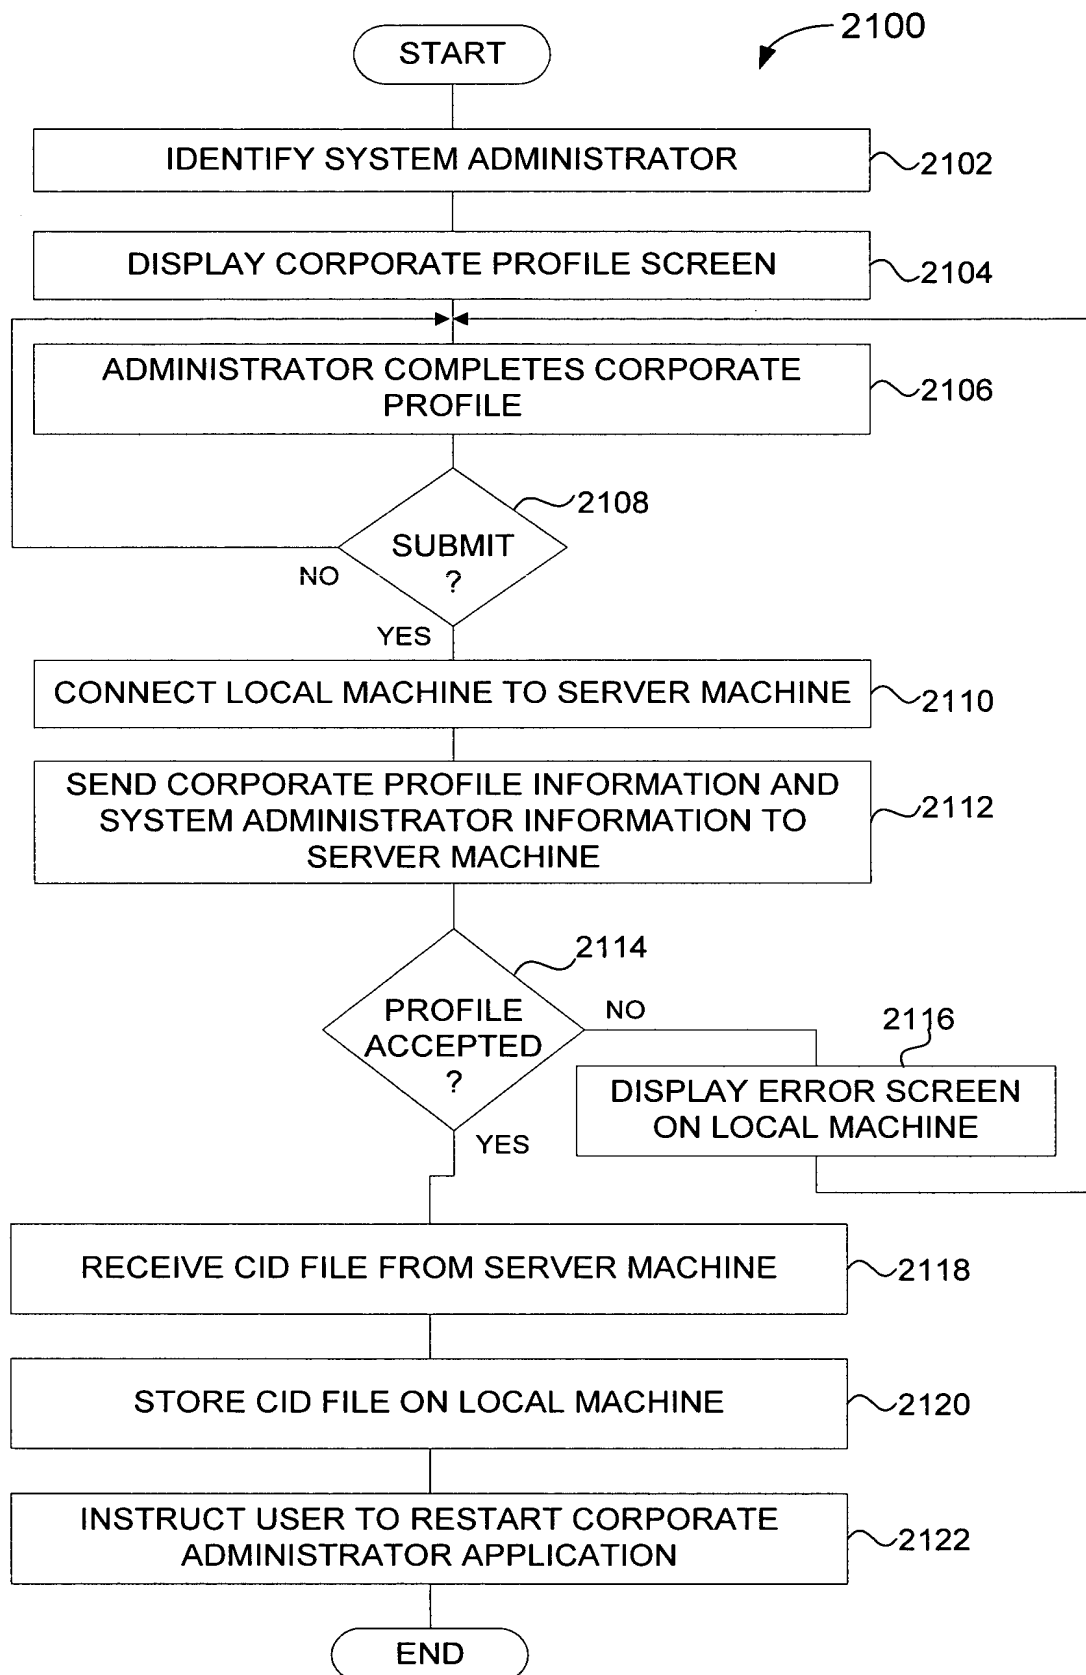 2100
START
IDENTIFY SYSTEM ADMINISTRATOR
2102
DISPLAY CORPORATE PROFILE SCREEN
2104
ADMINISTRATOR COMPLETES CORPORATE
PROFILE
2106
2108
SUBMIT
?
NO
YES
CONNECT LOCAL MACHINE TO SERVER MACHINE
2110
SEND CORPORATE PROFILE INFORMATION AND
SYSTEM ADMINISTRATOR INFORMATION TO
SERVER MACHINE
2112
2114
PROFILE
ACCEPTED
?
NO
2116
DISPLAY ERROR SCREEN
ON LOCAL MACHINE
YES
RECEIVE CID FILE FROM SERVER MACHINE
2118
STORE CID FILE ON LOCAL MACHINE
2120
INSTRUCT USER TO RESTART CORPORATE
ADMINISTRATOR APPLICATION
2122
END